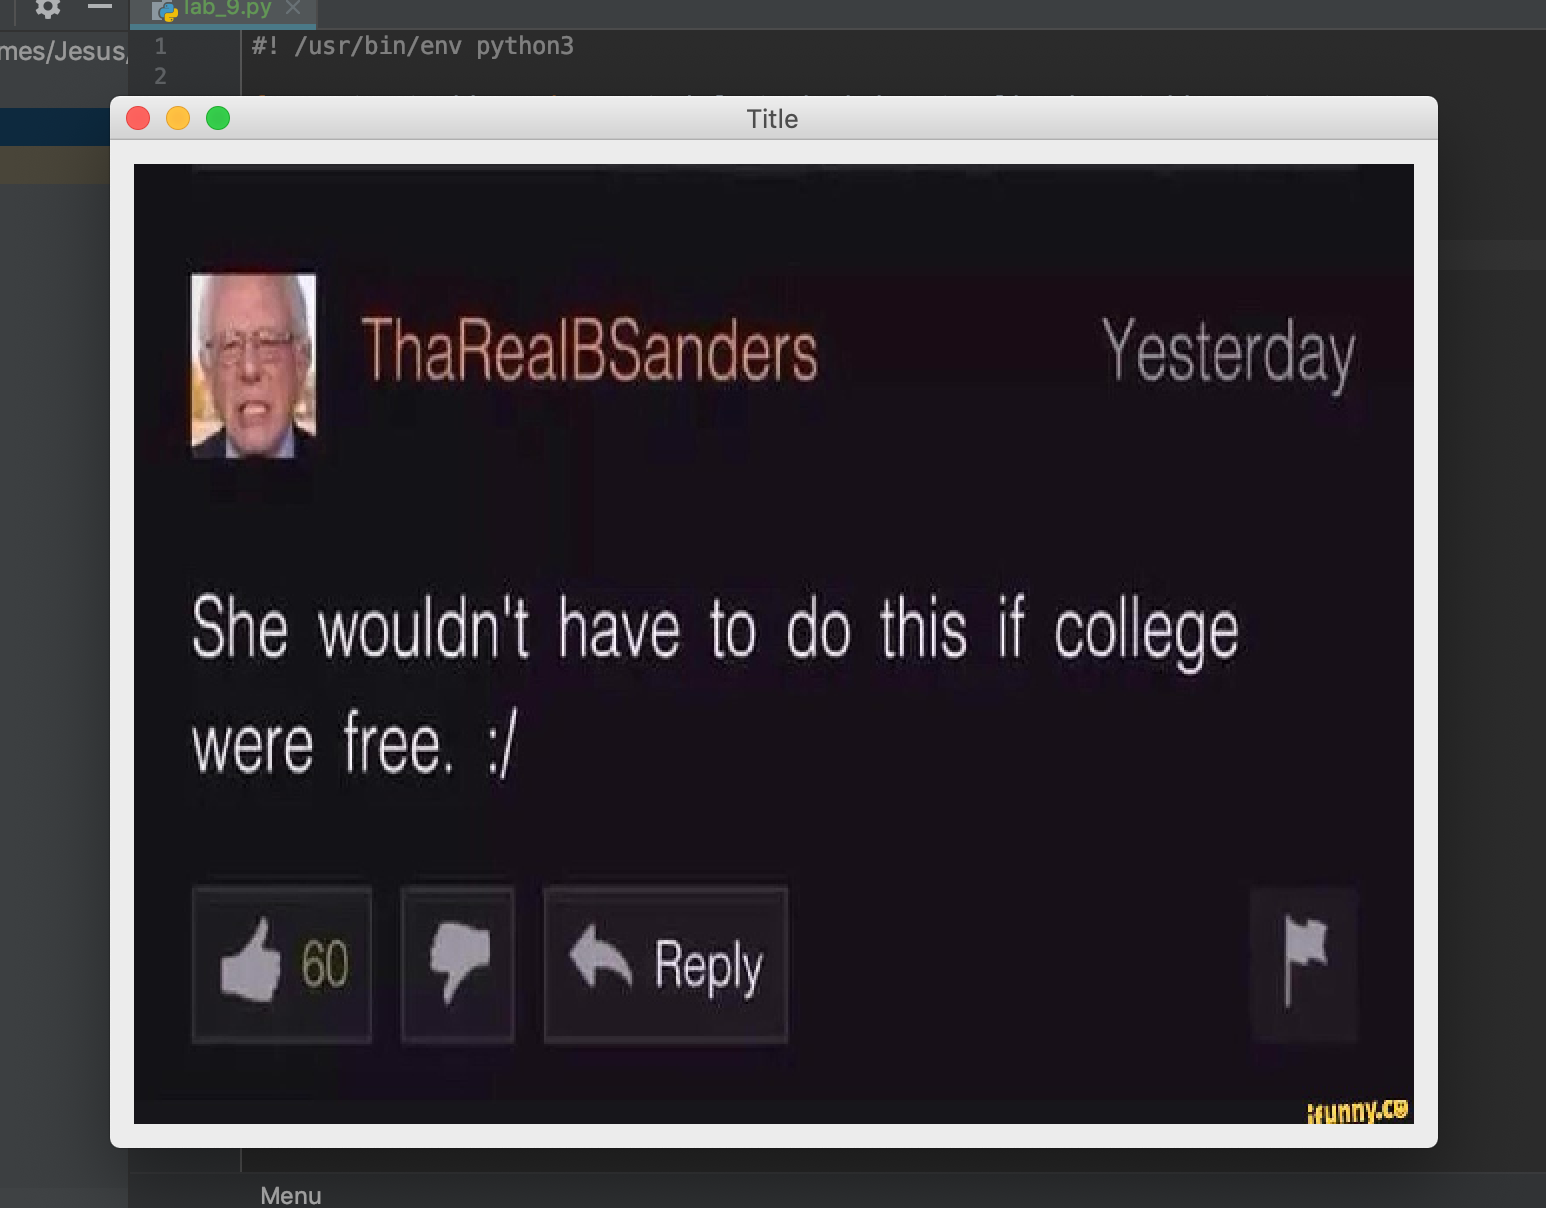 lab_9.py
mes/Jesus/
1 #! /usr/bin/env python3
2
Title
ThaRealBSanders Yesterday
She wouldn't have to do this if college
were free. :/
60 Reply
ifunny.co
Menu